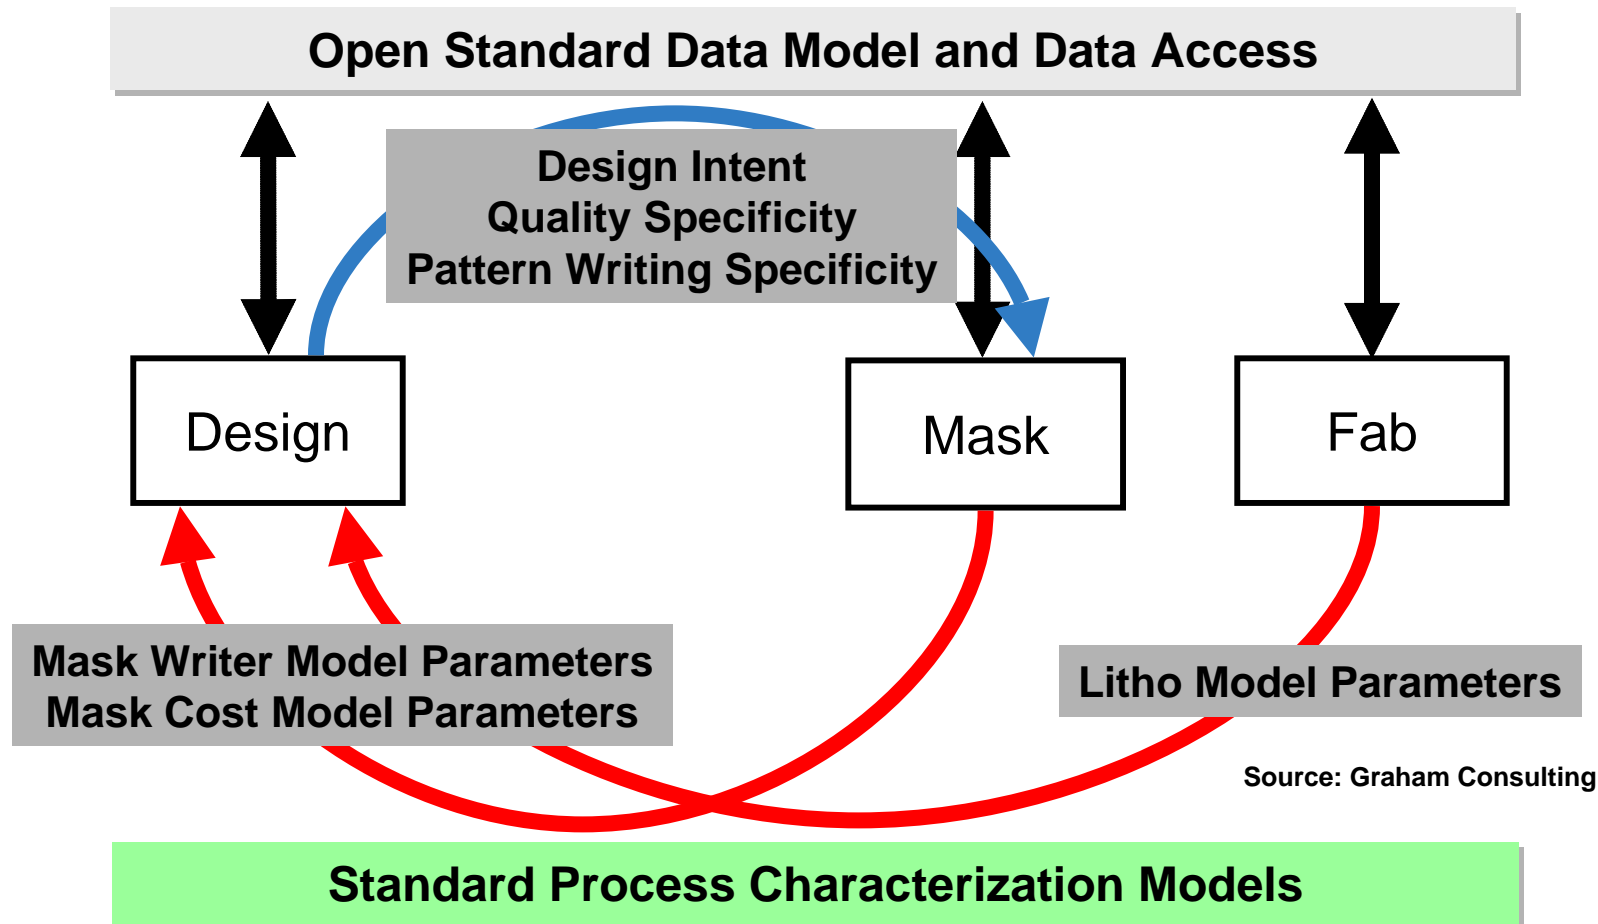 Open Standard Data Model and Data Access
Design Intent
Quality Specificity
Pattern Writing Specificity
Design
Mask
Fab
Mask Writer Model Parameters
Mask Cost Model Parameters
Litho Model Parameters
Source: Graham Consulting
Standard Process Characterization Models